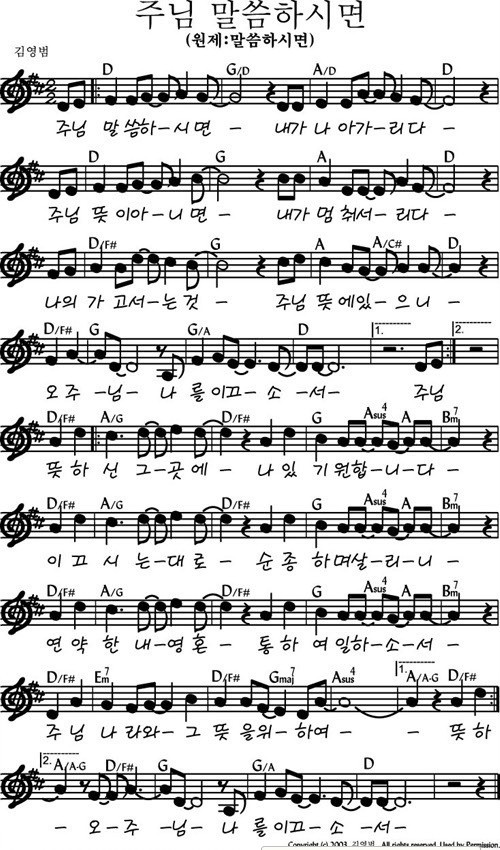 주님 말씀하시면
(원제:말씀하시면)
김영범
D G/D A/D D
주님 말 씀하-시 면 - 내가 나 아가-리 다 -
D G A D
주님 뜻 이아-니 면 - 내가 멈 춰서-리다 -
D/F# G A A/C# D
나의 가 고서-는것 - 주님 뜻 에있-으 니 -
D/F# G G/A D 1. 2.
오 주-님- 나 를이끄-소 -서- 주님
D/F# A/G D/F# G Asus4 A Bm7
뜻 하 신 그-곳 에- 나 있 기 원합-니-다 -
D/F# A/G D/F# G Asus4 A Bm7
이 끄 시 는-대 로- 순 종 하 며살-리-니 -
D/F# A/G D/F# G Asus4 A Bm7
연 약 한 내-영 혼 - 통 하 여 일하-소-서 -
D/F# Em7 D/F# Gmaj7 Asus4 1. A/A-G D/F#
주 님 나 라와- 그 뜻 을위-하여 - - 뜻 하
2. A/A-G D/F# G G/A D
- 오-주 -님- 나 를이끄- 소 -서-
Copyright (c) 2003. 김영범. All rights reserved. Used by Permission.